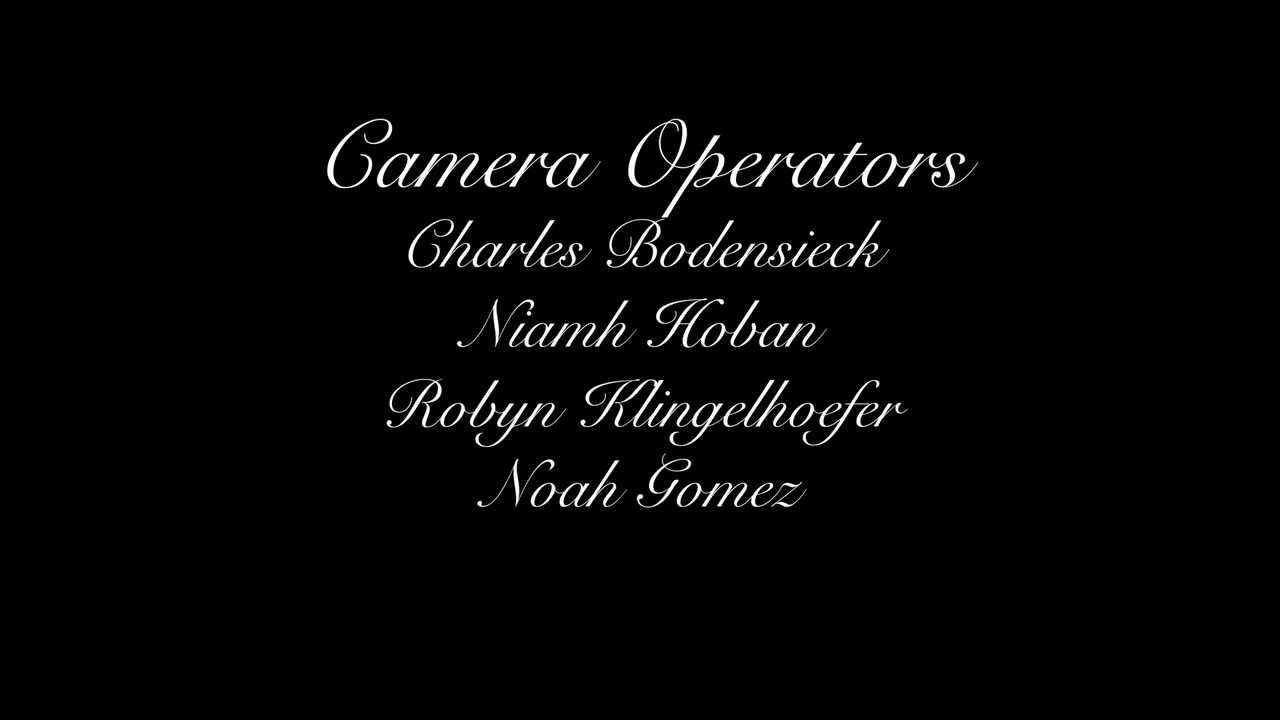 Camera Operators
Charles Bodensieck
Niamh Hoban
Robyn Klingelhoefer
Noah Gomez